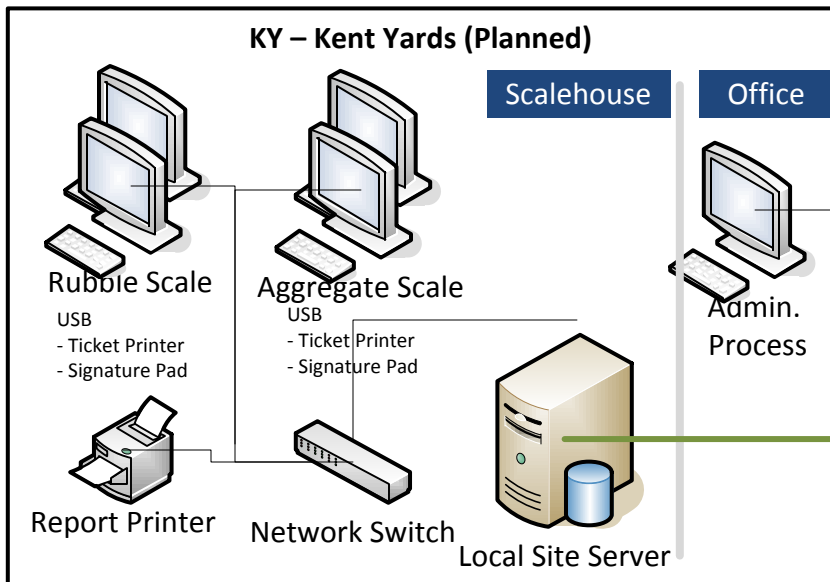 KY – Kent Yards (Planned)
Scalehouse
Office
Rubble Scale
USB
- Ticket Printer
- Signature Pad
Aggregate Scale
USB
- Ticket Printer
- Signature Pad
Admin.
Process
Report Printer
Network Switch
Local Site Server